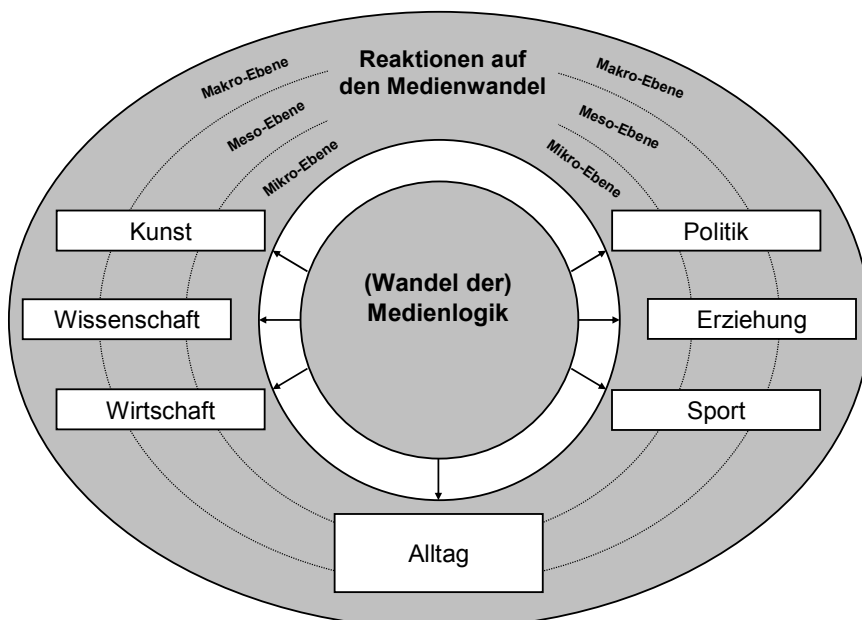 Reaktionen auf
den Medienwandel
Makro-Ebene
Meso-Ebene
Mikro-Ebene
Makro-Ebene
Meso-Ebene
Mikro-Ebene
Kunst
Politik
(Wandel der)
Medienlogik
Wissenschaft
Erziehung
Wirtschaft
Sport
Alltag